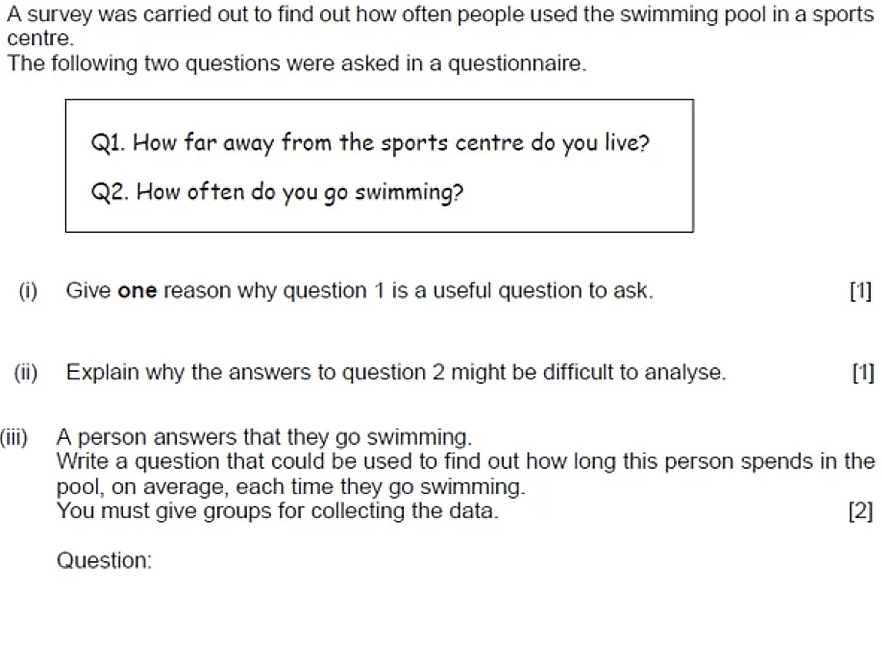 A survey was carried out to find out how often people used the swimming pool in a sports
centre.
The following two questions were asked in a questionnaire.
Q1. How far away from the sports centre do you live?
Q2. How often do you go swimming?
(i) Give one reason why question 1 is a useful question to ask. [1]
(ii) Explain why the answers to question 2 might be difficult to analyse. [1]
(iii) A person answers that they go swimming.
Write a question that could be used to find out how long this person spends in the
pool, on average, each time they go swimming.
You must give groups for collecting the data. [2]
Question: